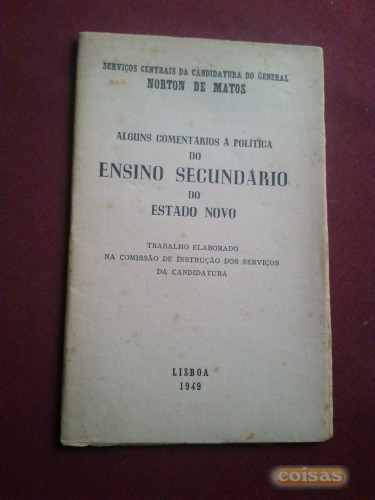 SERVIÇOS CENTRAIS DA CANDIDATURA DO GENERAL
NORTON DE MATOS
ALGUNS COMENTÁRIOS À POLÍTICA
DO
ENSINO SECUNDÁRIO
DO
ESTADO NOVO
TRABALHO ELABORADO
NA COMISSÃO DE INSTRUÇÃO DOS SERVIÇOS
DA CANDIDATURA
LISBOA
1949
coisas